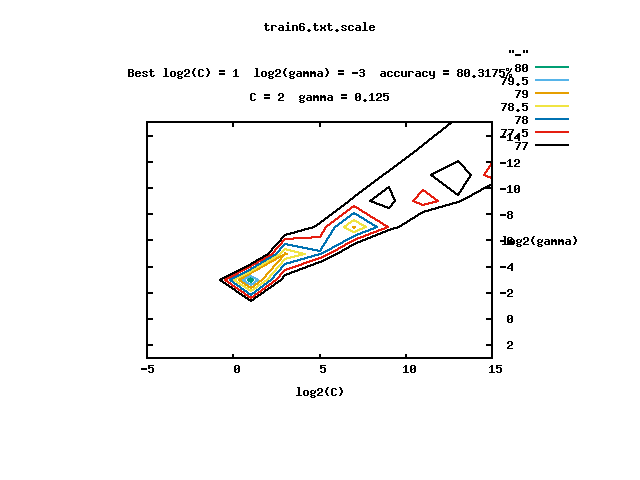 train6.txt.scale
"-"
Best log2(C) = 1 log2(gamma) = -3 accuracy = 80.3175%
80
79.5
C = 2 gamma = 0.125
79
78.5
78
77.5
77
-14
-12
-10
-8
-6
log2(gamma)
-4
-2
0
2
-5 0 5 10 15
log2(C)